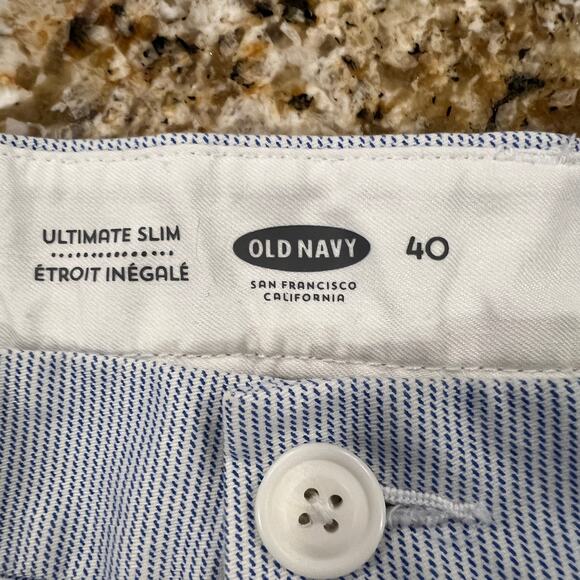 ULTIMATE SLIM
ÉTROIT INÉGALÉ
OLD NAVY
SAN FRANCISCO
CALIFORNIA
40